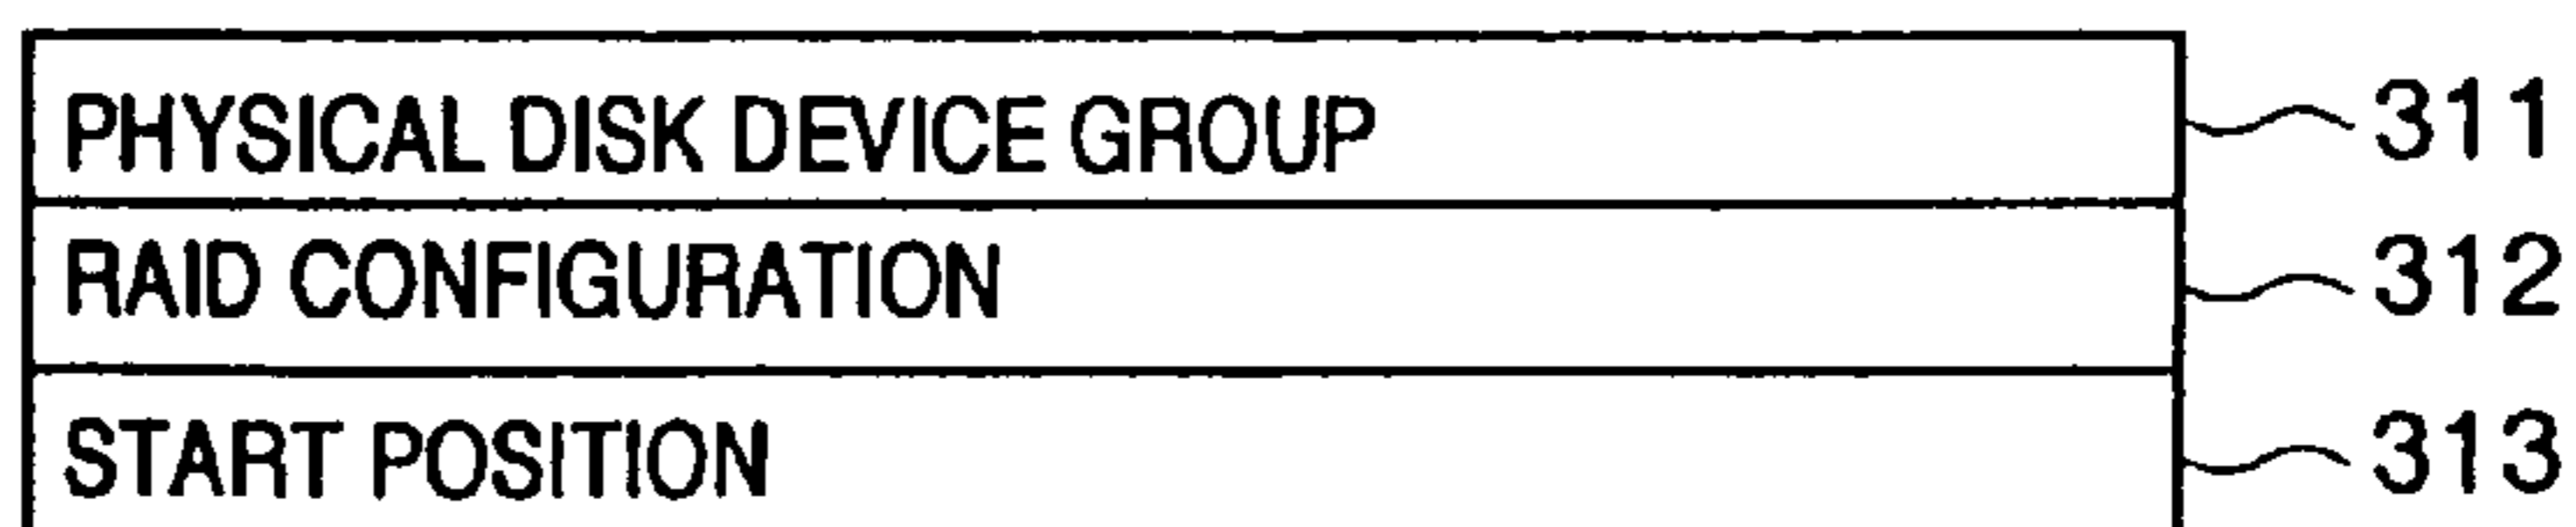 PHYSICAL DISK DEVICE GROUP 311
RAID CONFIGURATION 312
START POSITION 313